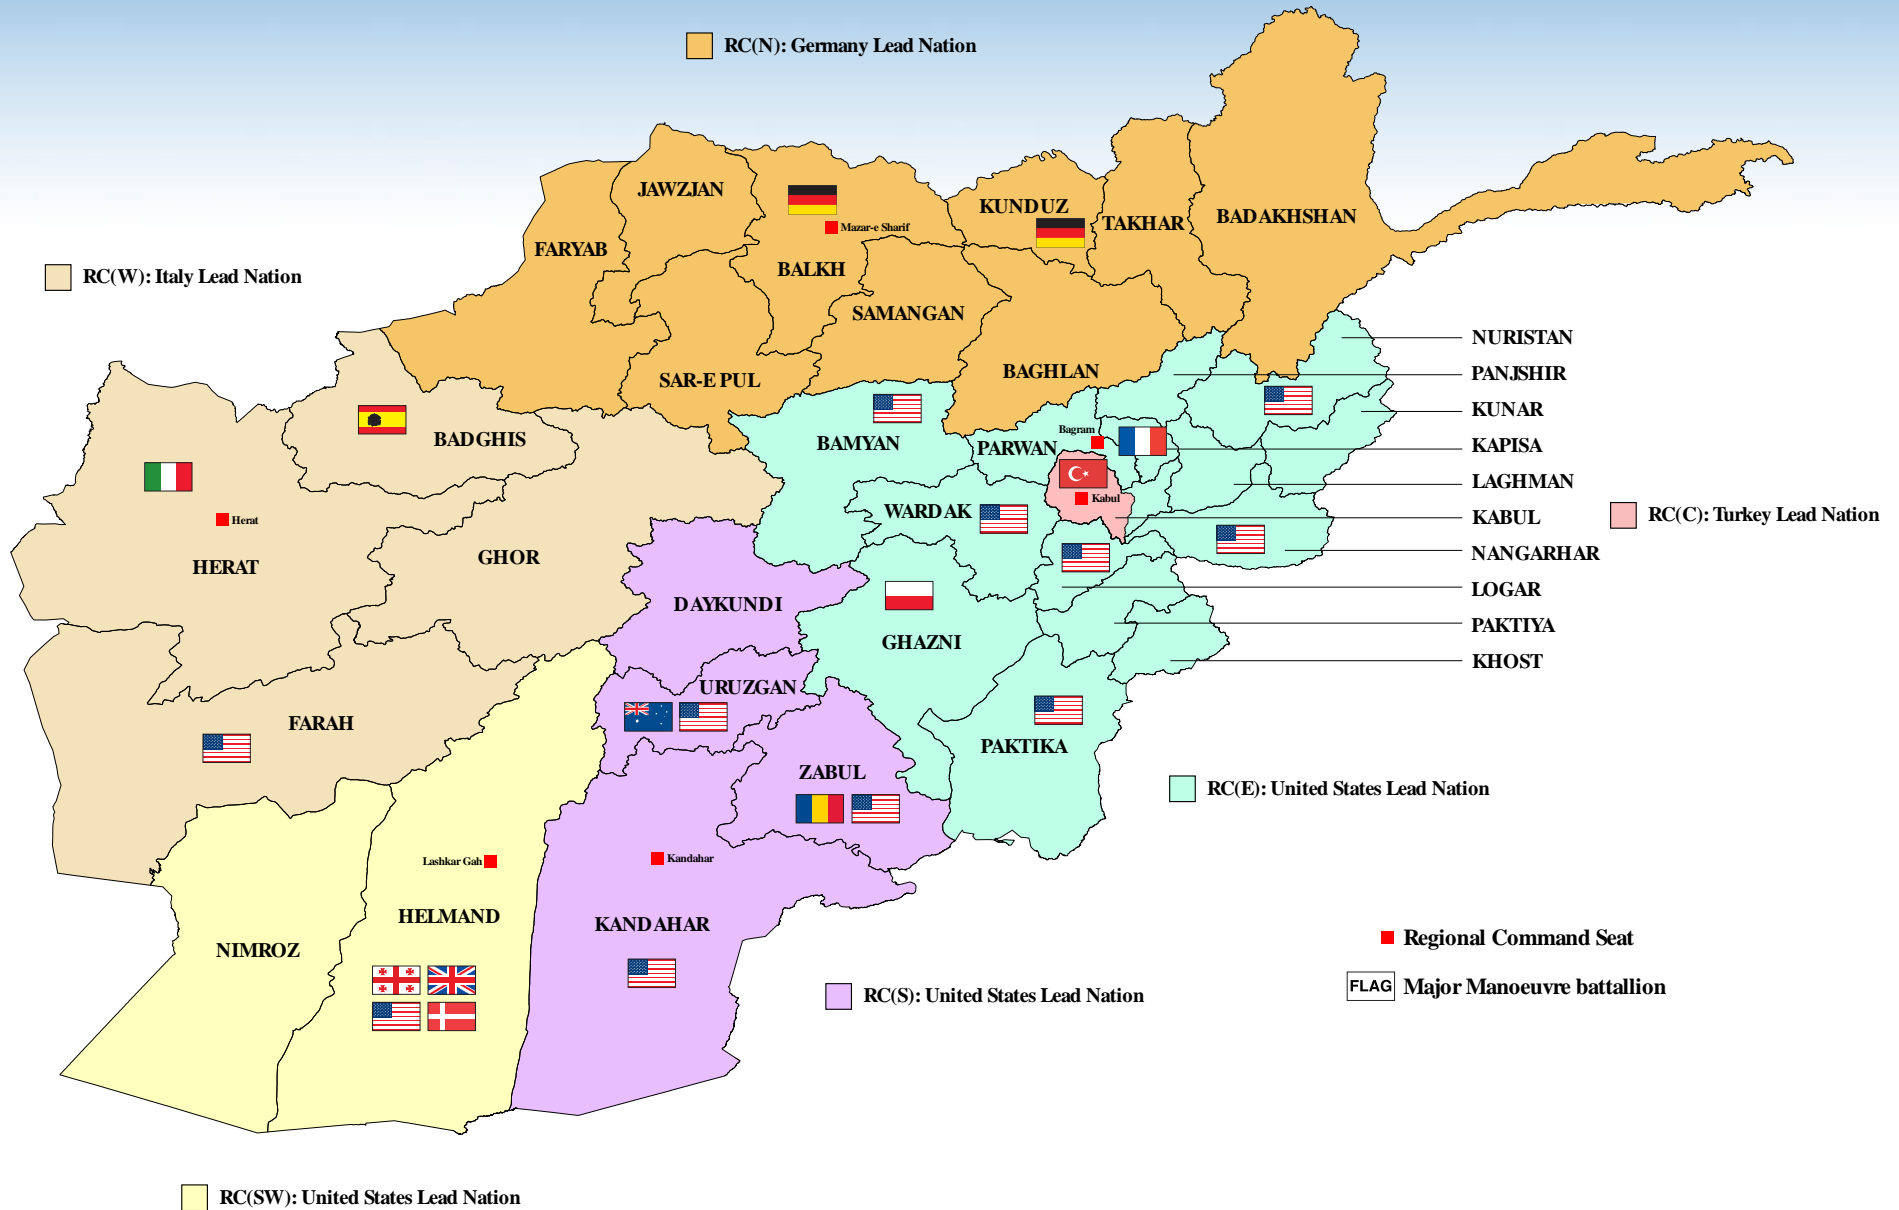 RC(N): Germany Lead Nation
JAWZJAN
KUNDUZ
TAKHAR
BADAKHSHAN
Mazar-e Sharif
FARYAB
BALKH
RC(W): Italy Lead Nation
SAMANGAN
NURISTAN
BAGHLAN
PANJSHIR
SAR-E PUL
KUNAR
BADGHIS
BAMYAN
Bagram
PARWAN
KAPISA
LAGHMAN
Kabul
WARDAK
KABUL
RC(C): Turkey Lead Nation
Herat
NANGARHAR
GHOR
HERAT
LOGAR
DAYKUNDI
PAKTIYA
GHAZNI
KHOST
URUZGAN
FARAH
PAKTIKA
ZABUL
RC(E): United States Lead Nation
Lashkar Gah
Kandahar
HELMAND
KANDAHAR
NIMROZ
Regional Command Seat
FLAG Major Manoeuvre battallion
RC(S): United States Lead Nation
RC(SW): United States Lead Nation